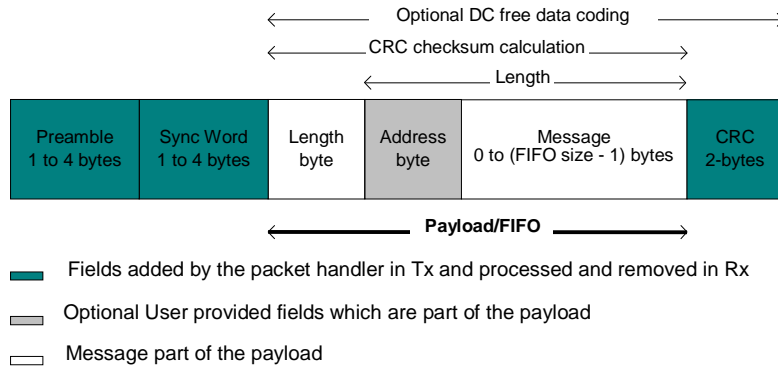 Optional DC free data coding
CRC checksum calculation
Length
Preamble
1 to 4 bytes
Sync Word
1 to 4 bytes
Length
byte
Address
byte
Message
0 to (FIFO size - 1) bytes
CRC
2-bytes
Payload/FIFO
Fields added by the packet handler in Tx and processed and removed in Rx
Optional User provided fields which are part of the payload
Message part of the payload